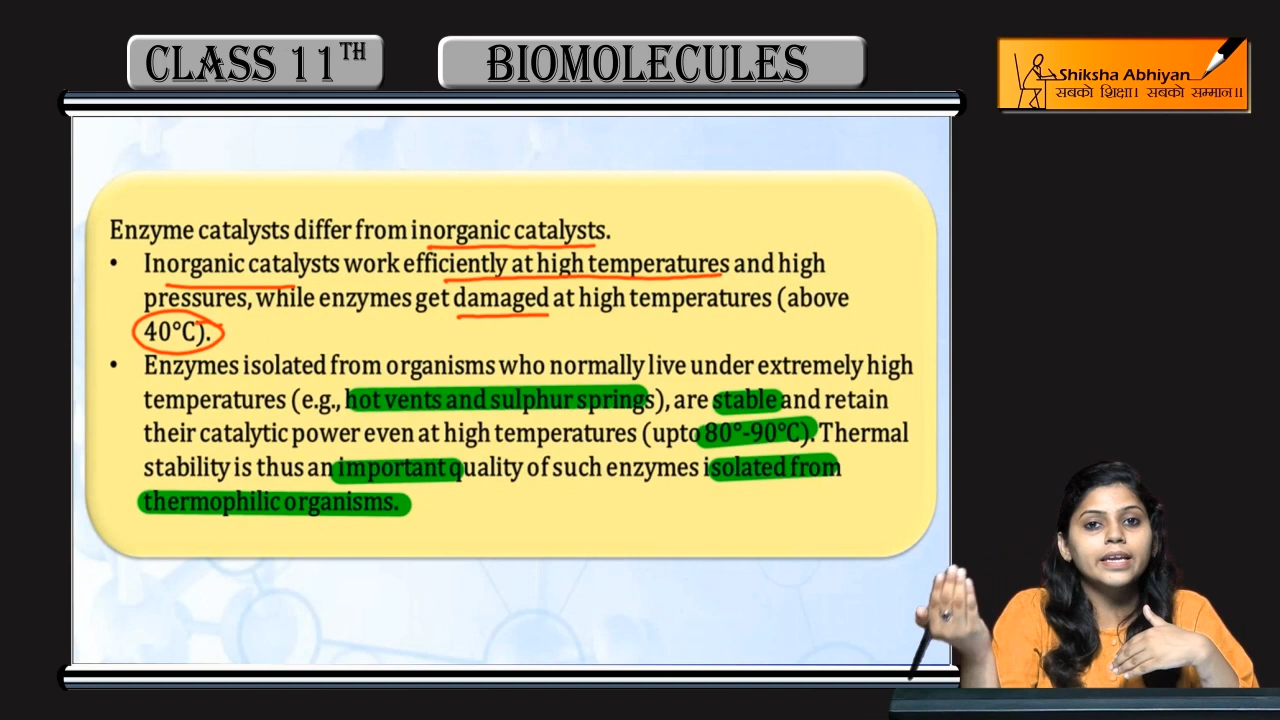 CLASS 11TH
BIOMOLECULES
Shiksha Abhiyan
सबको शिक्षा। सबको सम्मान।।
Enzyme catalysts differ from inorganic catalysts.
• Inorganic catalysts work efficiently at high temperatures and high
pressures, while enzymes get damaged at high temperatures (above
40°C).
• Enzymes isolated from organisms who normally live under extremely high
temperatures (e.g., hot vents and sulphur springs), are stable and retain
their catalytic power even at high temperatures (upto 80°-90°C). Thermal
stability is thus an important quality of such enzymes isolated from
thermophilic organisms.